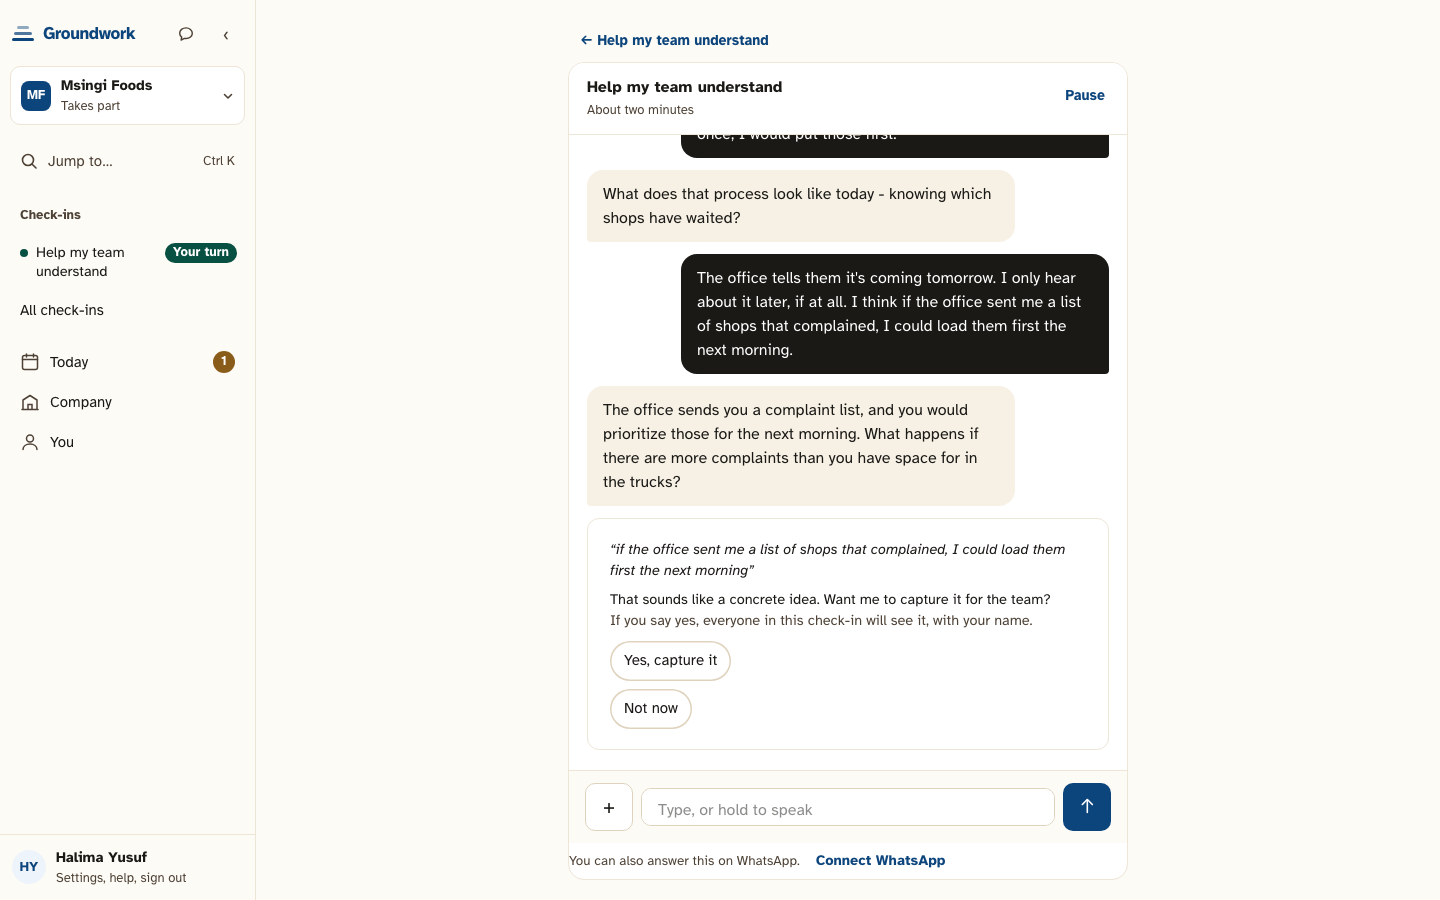 Groundwork
MF
Msingi Foods
Takes part
Jump to...
Ctrl K
Check-ins
Help my team
understand
Your turn
All check-ins
Today
1
Company
You
HY
Halima Yusuf
Settings, help, sign out
← Help my team understand
Help my team understand
About two minutes
Pause
once, I would put those first.
What does that process look like today - knowing which
shops have waited?
The office tells them it's coming tomorrow. I only hear
about it later, if at all. I think if the office sent me a list
of shops that complained, I could load them first the
next morning.
The office sends you a complaint list, and you would
prioritize those for the next morning. What happens if
there are more complaints than you have space for in
the trucks?
“if the office sent me a list of shops that complained, I could load them
first the next morning”
That sounds like a concrete idea. Want me to capture it for the team?
If you say yes, everyone in this check-in will see it, with your name.
Yes, capture it
Not now
+
Type, or hold to speak
You can also answer this on WhatsApp.
Connect WhatsApp